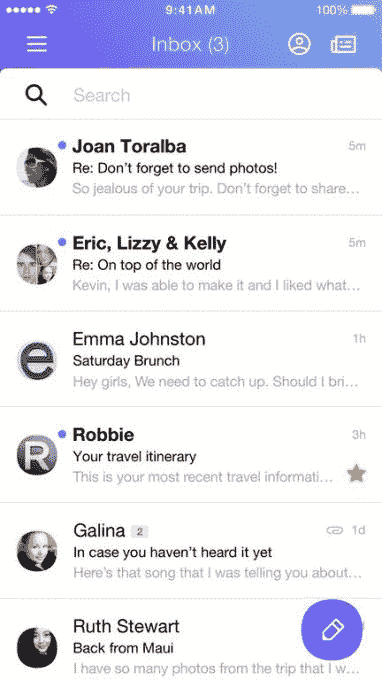 9:41AM
100%
Inbox (3)
Search
Joan Toralba
5m
Re: Don't forget to send photos!
So jealous of your trip. Don't forget to share...
Eric, Lizzy & Kelly
5m
Re: On top of the world
Kevin, I was able to make it and I liked what...
e
Emma Johnston
1h
Saturday Brunch
Hey girls, We need to catch up. Should I bri...
R
Robbie
3h
Your travel itinerary
This is your most recent travel informati...
Galina 2
1d
In case you haven't heard it yet
Here's that song that I was telling you about...
Ruth Stewart
Back from Maui
I have so many photos from the trip that I w...